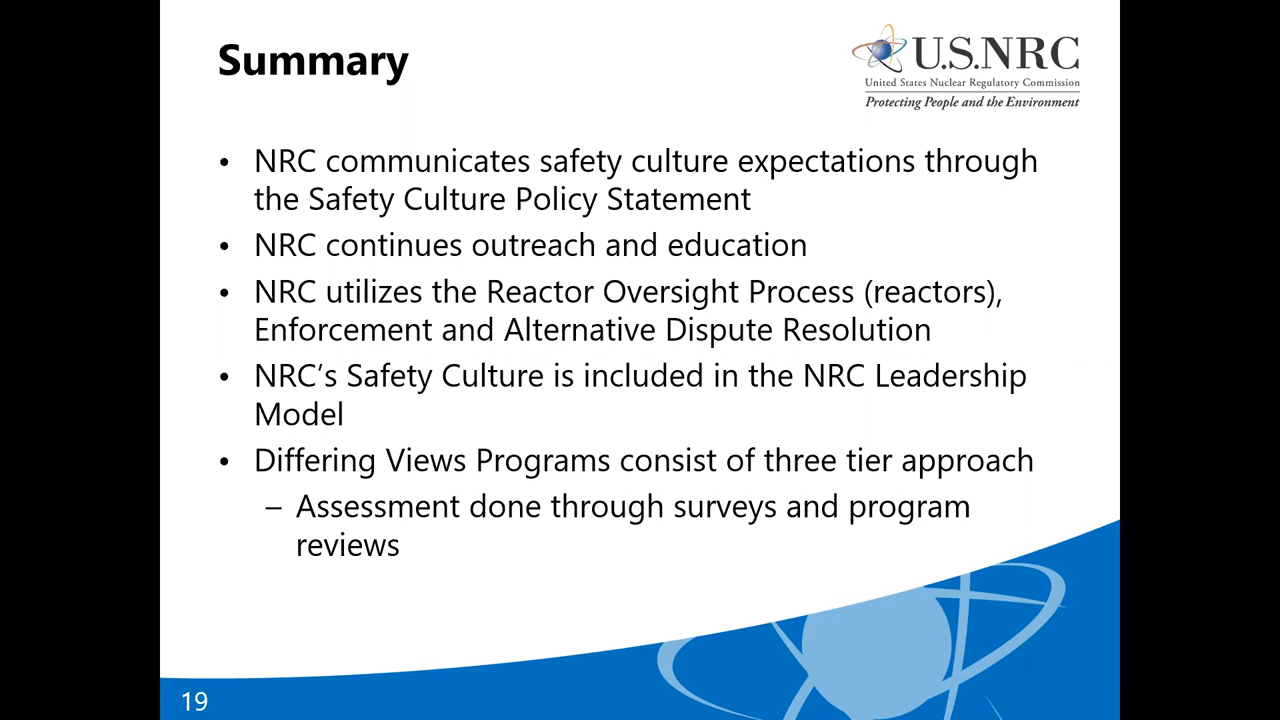 Summary
U.S.NRC
United States Nuclear Regulatory Commission
Protecting People and the Environment
• NRC communicates safety culture expectations through
the Safety Culture Policy Statement
• NRC continues outreach and education
• NRC utilizes the Reactor Oversight Process (reactors),
Enforcement and Alternative Dispute Resolution
• NRC’s Safety Culture is included in the NRC Leadership
Model
• Differing Views Programs consist of three tier approach
– Assessment done through surveys and program
reviews
19